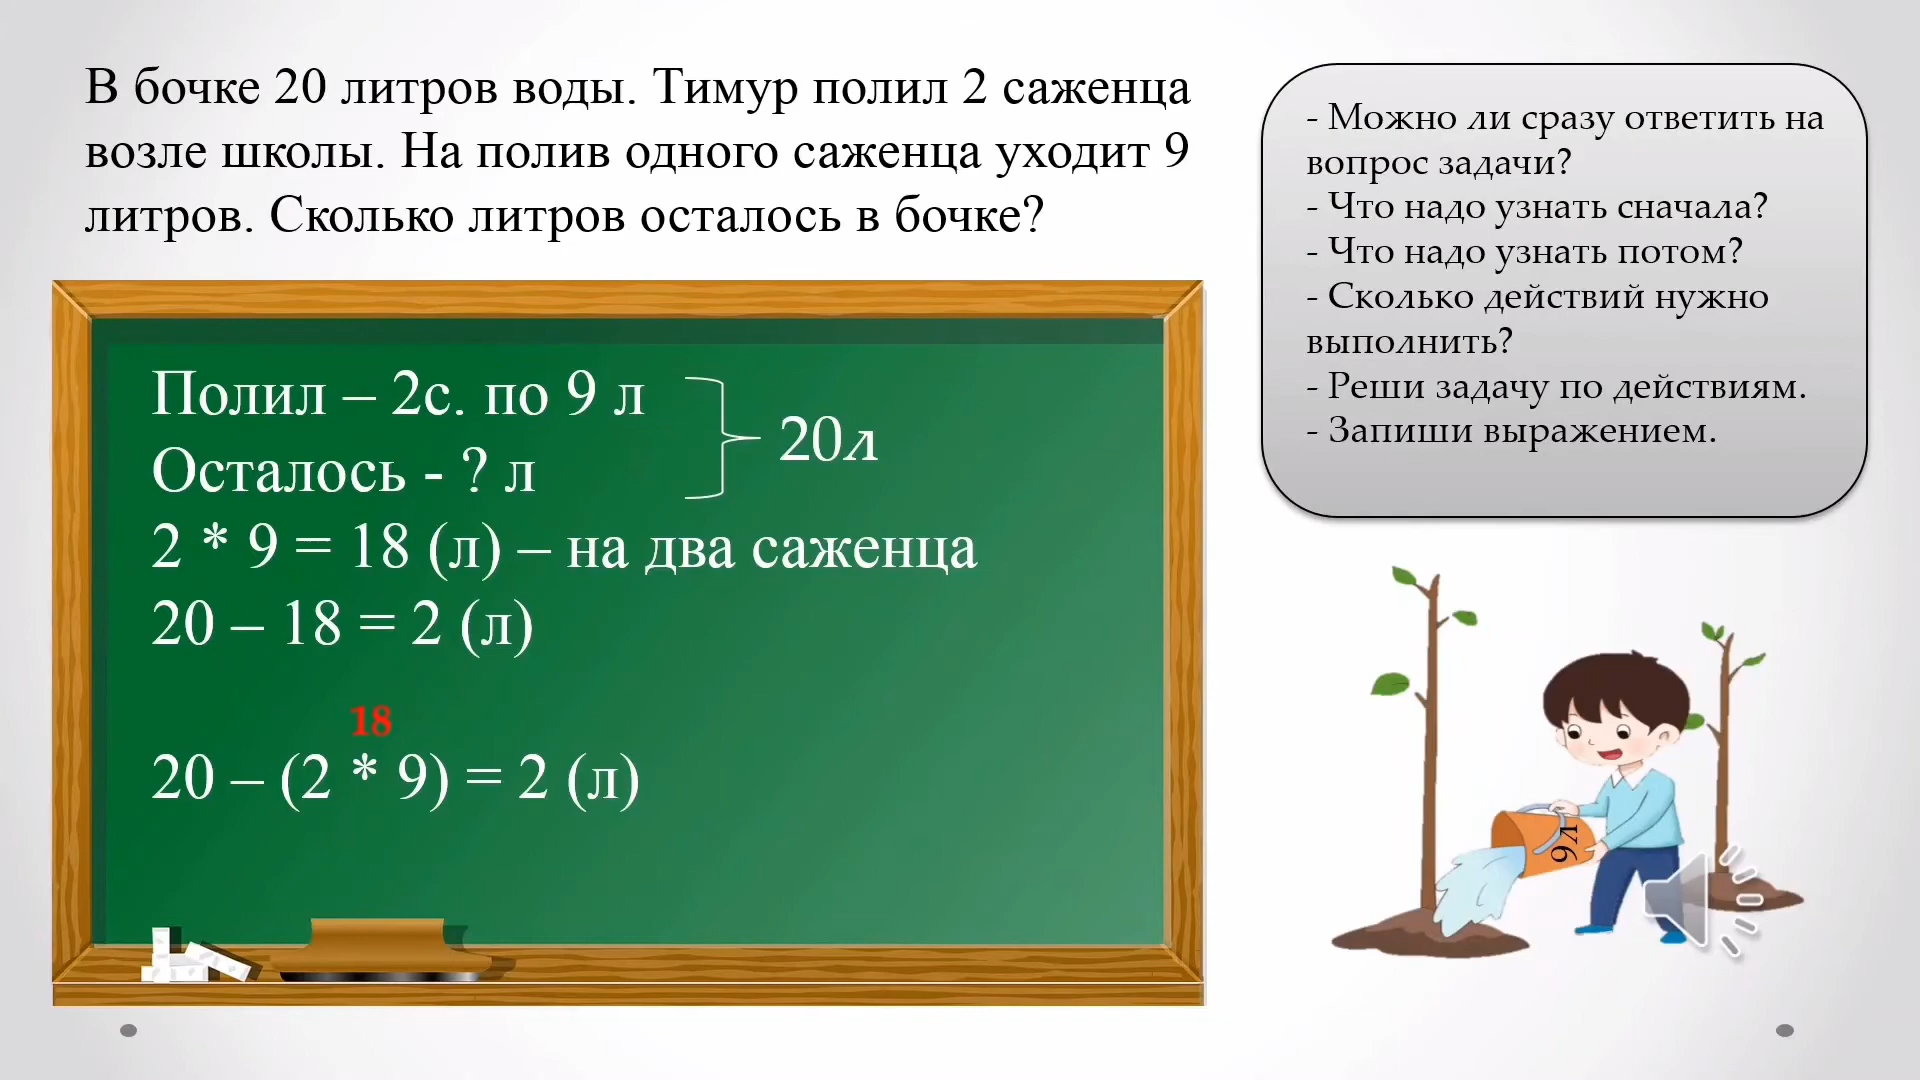 В бочке 20 литров воды. Тимур полил 2 саженца
возле школы. На полив одного саженца уходит 9
литров. Сколько литров осталось в бочке?
- Можно ли сразу ответить на
вопрос задачи?
- Что надо узнать сначала?
- Что надо узнать потом?
- Сколько действий нужно
выполнить?
- Реши задачу по действиям.
- Запиши выражением.
Полил – 2с. по 9 л
Осталось - ? л
20л
2 * 9 = 18 (л) – на два саженца
20 – 18 = 2 (л)
18
20 – (2 * 9) = 2 (л)
9л